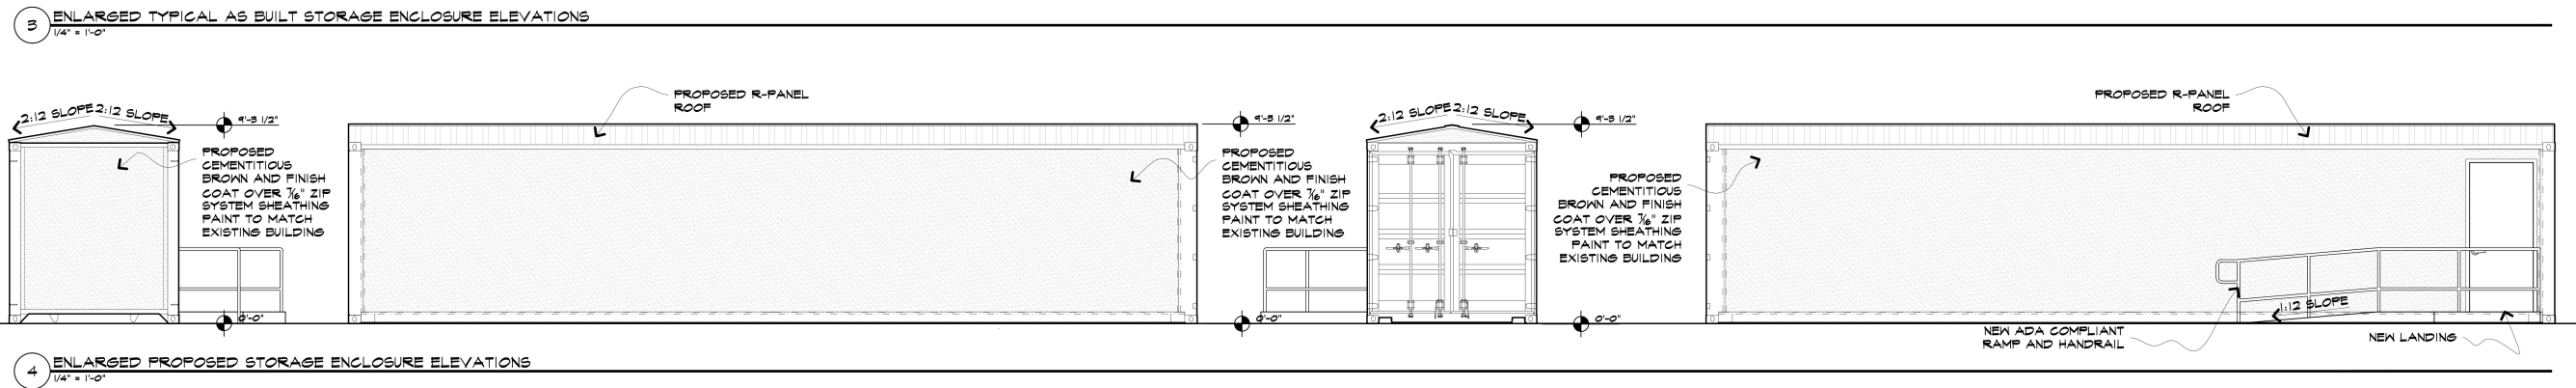 3
ENLARGED TYPICAL AS BUILT STORAGE ENCLOSURE ELEVATIONS
1/4" = 1'-0"
2:12 SLOPE 2:12 SLOPE
9'-3 1/2"
PROPOSED
CEMENTITIOUS
BROWN AND FINISH
COAT OVER 7/16" ZIP
SYSTEM SHEATHING
PAINT TO MATCH
EXISTING BUILDING
0'-0"
PROPOSED R-PANEL
ROOF
9'-3 1/2"
PROPOSED
CEMENTITIOUS
BROWN AND FINISH
COAT OVER 7/16" ZIP
SYSTEM SHEATHING
PAINT TO MATCH
EXISTING BUILDING
0'-0"
2:12 SLOPE 2:12 SLOPE
9'-3 1/2"
PROPOSED
CEMENTITIOUS
BROWN AND FINISH
COAT OVER 7/16" ZIP
SYSTEM SHEATHING
PAINT TO MATCH
EXISTING BUILDING
0'-0"
PROPOSED R-PANEL
ROOF
1:12 SLOPE
NEW ADA COMPLIANT
RAMP AND HANDRAIL
NEW LANDING
4
ENLARGED PROPOSED STORAGE ENCLOSURE ELEVATIONS
1/4" = 1'-0"